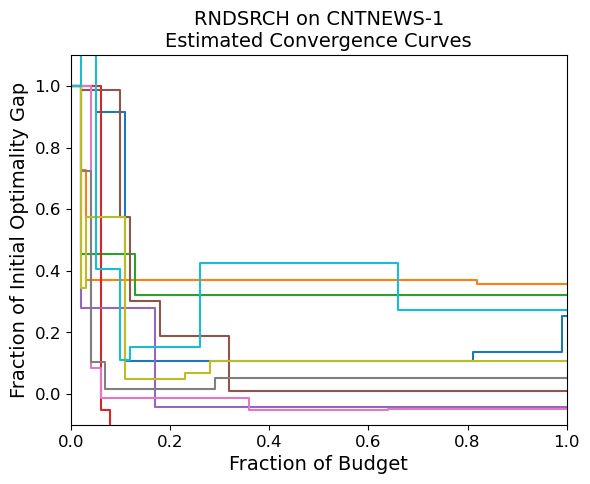 RNDSRCH on CNTNEWS-1
Estimated Convergence Curves
Fraction of Initial Optimality Gap
1.0
0.8
0.6
0.4
0.2
0.0
0.0 0.2 0.4 0.6 0.8 1.0
Fraction of Budget